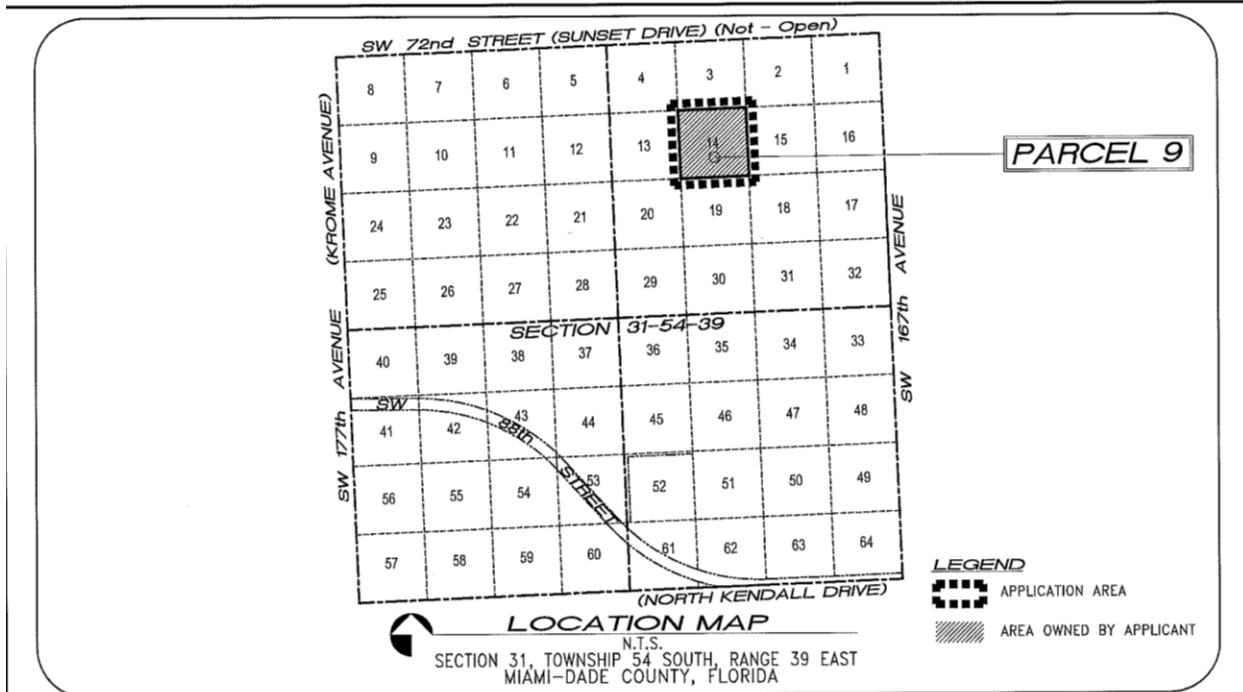 SW 72nd STREET (SUNSET DRIVE) (Not - Open)
8 7 6 5 4 3 2 1
9 10 11 12 13 14 15 16
PARCEL 9
24 23 22 21 20 19 18 17
25 26 27 28 29 30 31 32
SECTION 31-54-39
40 39 38 37 36 35 34 33
41 42 43 44 45 46 47 48
56 55 54 53 52 51 50 49
57 58 59 60 61 62 63 64
SW 88th STREET
(NORTH KENDALL DRIVE)
SW 177th AVENUE (KROME AVENUE)
SW 167th AVENUE
LEGEND
APPLICATION AREA
AREA OWNED BY APPLICANT
LOCATION MAP
N.T.S.
SECTION 31, TOWNSHIP 54 SOUTH, RANGE 39 EAST
MIAMI-DADE COUNTY, FLORIDA